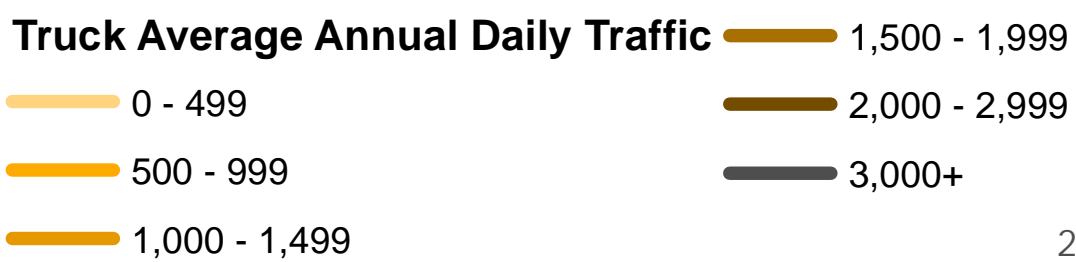 Truck Average Annual Daily Traffic
0 - 499
500 - 999
1,000 - 1,499
1,500 - 1,999
2,000 - 2,999
3,000+
2